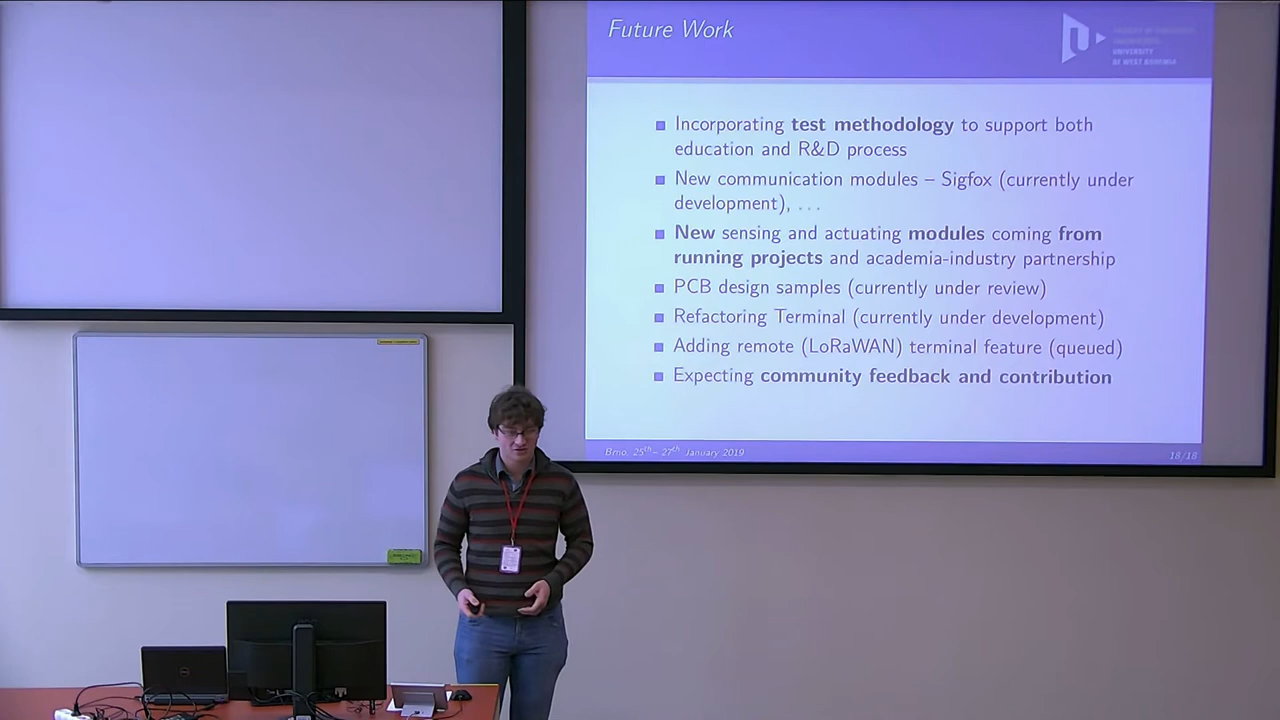 Future Work
UNIVERSITY
OF WEST BOHEMIA
Incorporating test methodology to support both
education and R&D process
New communication modules – Sigfox (currently under
development), ...
New sensing and actuating modules coming from
running projects and academia-industry partnership
PCB design samples (currently under review)
Refactoring Terminal (currently under development)
Adding remote (LoRaWAN) terminal feature (queued)
Expecting community feedback and contribution
Brno, 25th– 27th January 2019
18/18